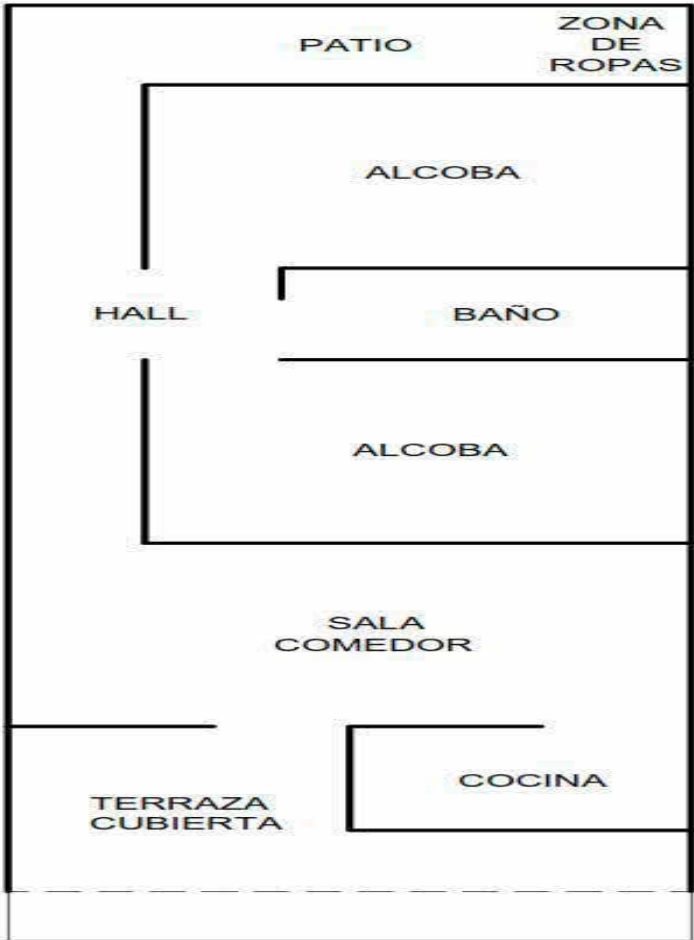 PATIO
ZONA
DE
ROPAS
ALCOBA
HALL
BAÑO
ALCOBA
SALA
COMEDOR
COCINA
TERRAZA
CUBIERTA